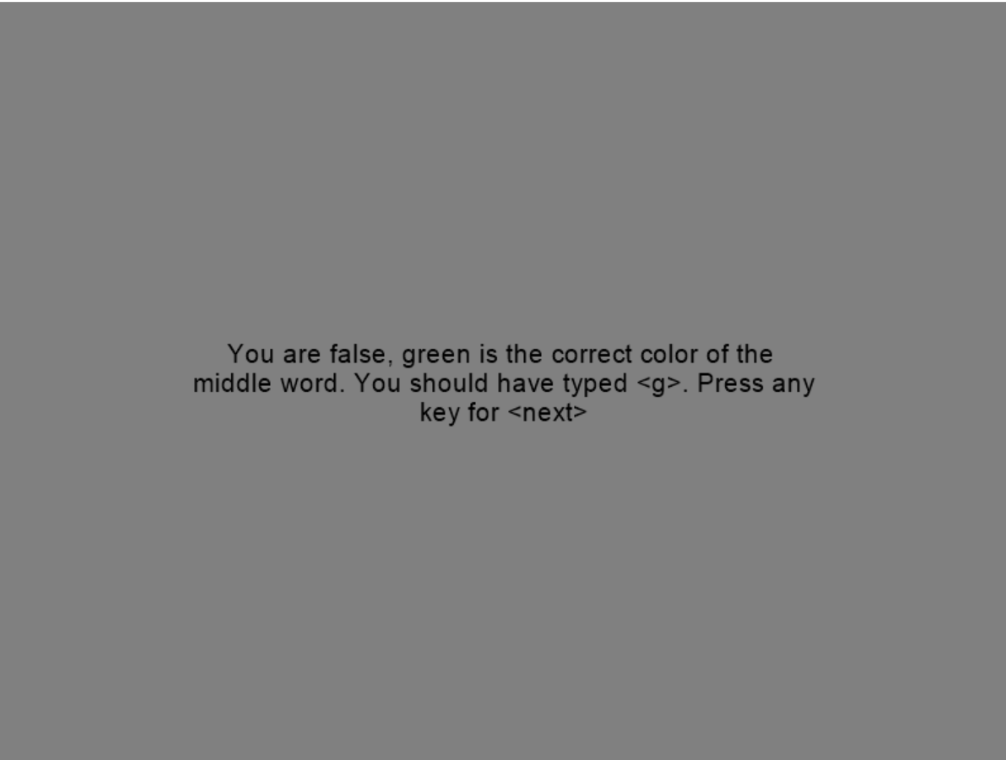 You are false, green is the correct color of the
middle word. You should have typed <g>. Press any
key for <next>